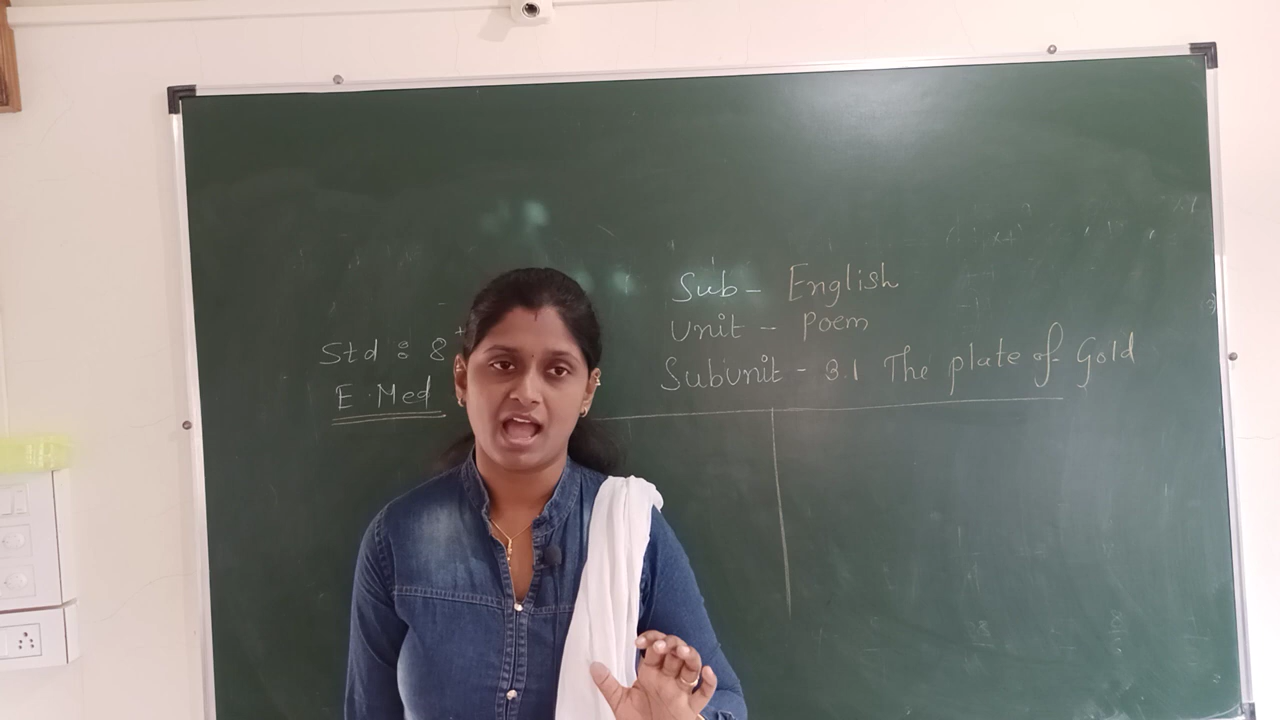 Std : 8
E.Med
Sub - English
Unit - Poem
Subunit - 3.1 The plate of Gold